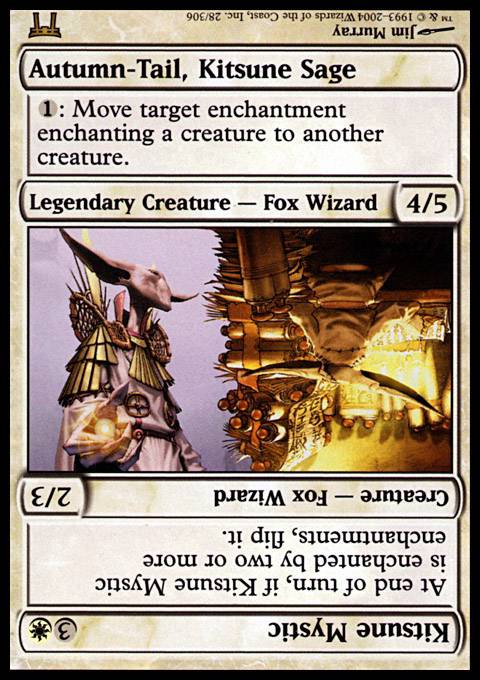 ™ & © 1993–2004 Wizards of the Coast, Inc. 28/306
Jim Murray
Autumn-Tail, Kitsune Sage
1: Move target enchantment
enchanting a creature to another
creature.
Legendary Creature — Fox Wizard 4/5
Creature — Fox Wizard 2/3
At end of turn, if Kitsune Mystic
is enchanted by two or more
enchantments, flip it.
Kitsune Mystic 3